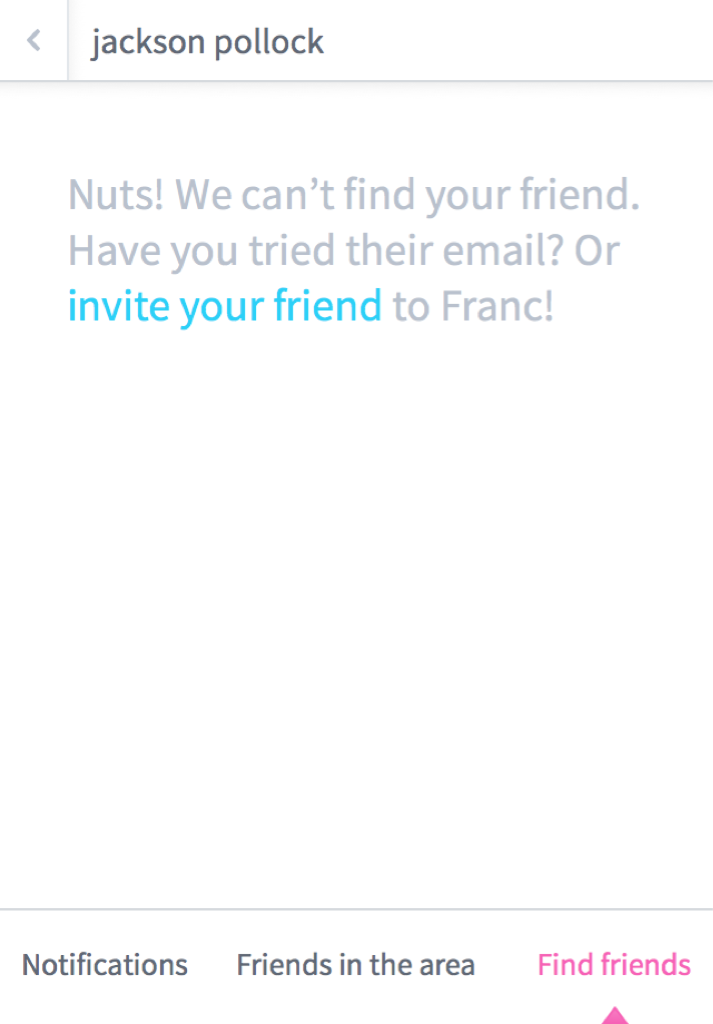 jackson pollock
Nuts! We can’t find your friend.
Have you tried their email? Or
invite your friend to Franc!
Notifications
Friends in the area
Find friends